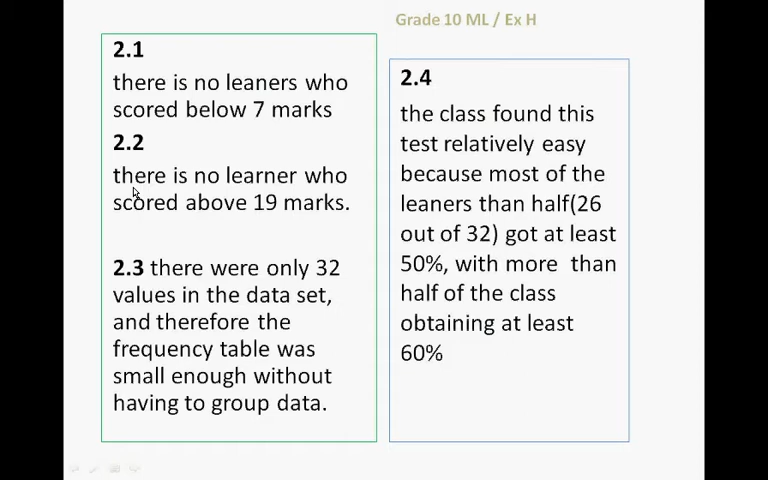 Grade 10 ML / Ex H
2.1
there is no leaners who
scored below 7 marks
2.2
there is no learner who
scored above 19 marks.
2.3 there were only 32
values in the data set,
and therefore the
frequency table was
small enough without
having to group data.
2.4
the class found this
test relatively easy
because most of the
leaners than half(26
out of 32) got at least
50%, with more  than
half of the class
obtaining at least
60%